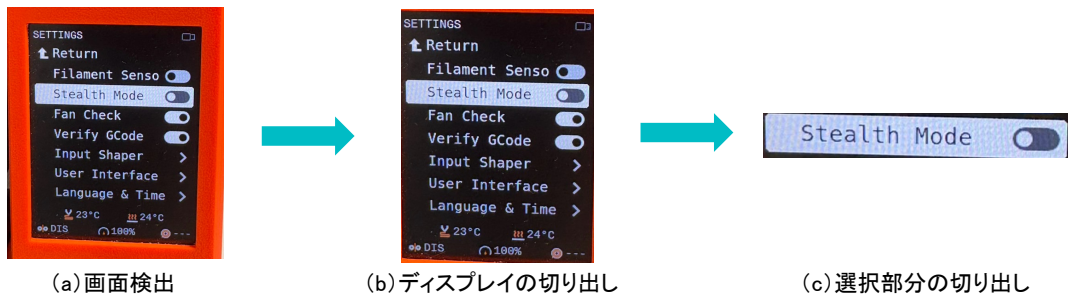 SETTINGS
Return
Filament Senso
Stealth Mode
Fan Check
Verify GCode
Input Shaper
User Interface
Language & Time
23°C 24°C
DIS 100% ---
(a)画面検出
SETTINGS
Return
Filament Senso
Stealth Mode
Fan Check
Verify GCode
Input Shaper
User Interface
Language & Time
23°C 24°C
DIS 100% ---
(b)ディスプレイの切り出し
Stealth Mode
(c)選択部分の切り出し